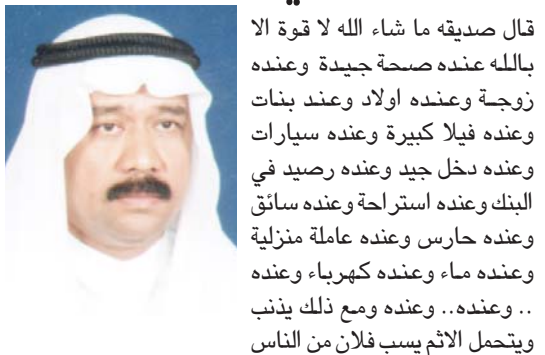 قال صديقه ما شاء الله لا قوة الا
بالله عنده صحة جيدة وعنده
زوجة وعنده اولاد وعند بنات
وعنده فيلا كبيرة وعنده سيارات
وعنده دخل جيد وعنده رصيد في
البنك وعنده استراحة وعنده سائق
وعنده حارس وعنده عاملة منزلية
وعنده ماء وعنده كهرباء وعنده
.. وعنده.. وعنده ومع ذلك يذنب
ويتحمل الاثم يسب فلان من الناس